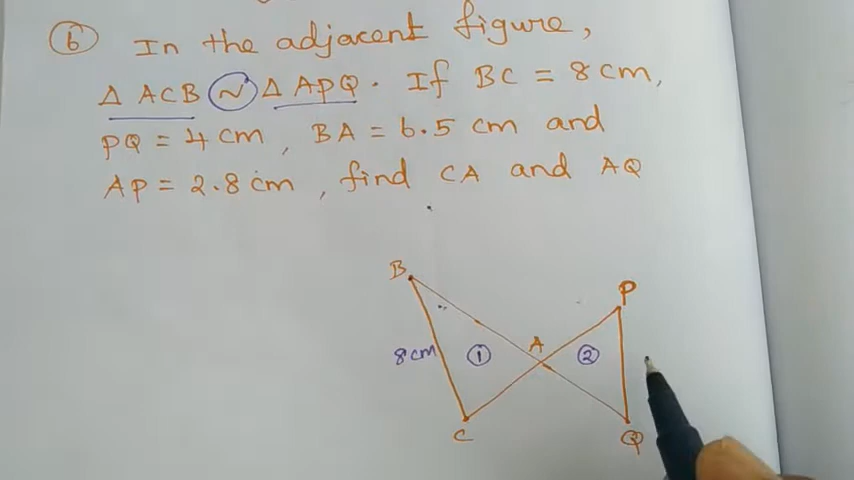 6 In the adjacent figure,
Δ ACB ~ Δ APQ. If BC = 8 cm,
PQ = 4 cm, BA = 6.5 cm and
AP = 2.8 cm, find CA and AQ
B
P
A
8cm 1 2
C
Q